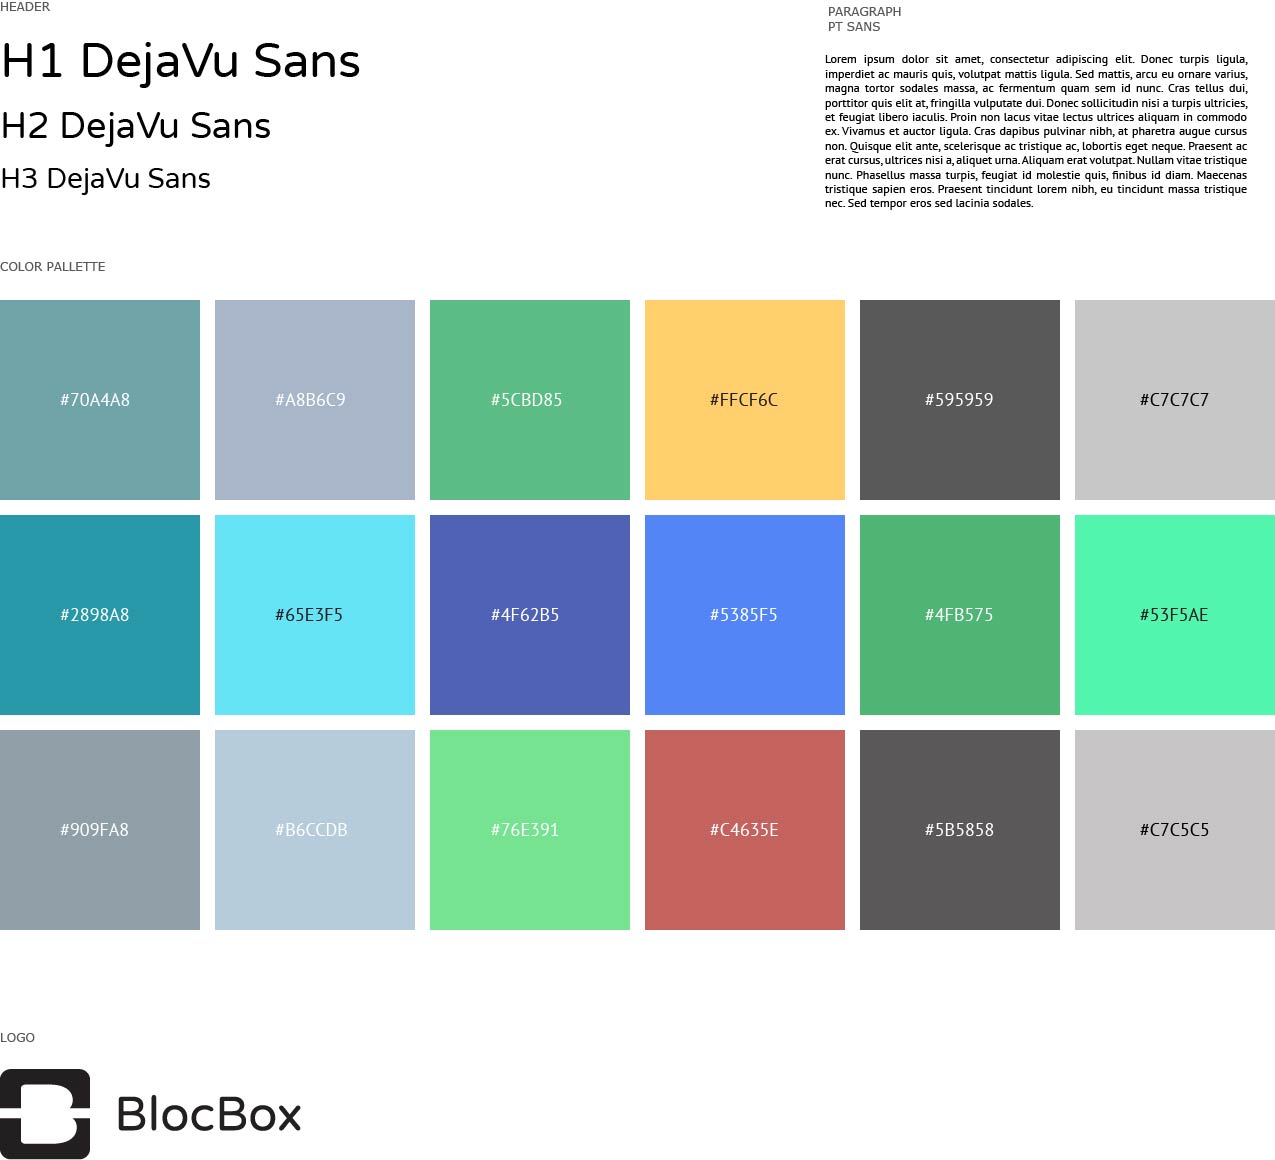 HEADER
H1 DejaVu Sans
H2 DejaVu Sans
H3 DejaVu Sans
PARAGRAPH
PT SANS
Lorem ipsum dolor sit amet, consectetur adipiscing elit. Donec turpis ligula,
imperdiet ac mauris quis, volutpat mattis ligula. Sed mattis, arcu eu ornare varius,
magna tortor sodales massa, ac fermentum quam sem id nunc. Cras tellus dui,
porttitor quis elit at, fringilla vulputate dui. Donec sollicitudin nisi a turpis ultricies,
et feugiat libero iaculis. Proin non lacus vitae lectus ultrices aliquam in commodo
ex. Vivamus et auctor ligula. Cras dapibus pulvinar nibh, at pharetra augue cursus
non. Quisque elit ante, scelerisque ac tristique ac, lobortis eget neque. Praesent ac
erat cursus, ultrices nisi a, aliquet urna. Aliquam erat volutpat. Nullam vitae tristique
nunc. Phasellus massa turpis, feugiat id molestie quis, finibus id diam. Maecenas
tristique sapien eros. Praesent tincidunt lorem nibh, eu tincidunt massa tristique
nec. Sed tempor eros sed lacinia sodales.
COLOR PALLETTE
#70A4A8
#A8B6C9
#5CBD85
#FFCF6C
#595959
#C7C7C7
#2898A8
#65E3F5
#4F62B5
#5385F5
#4FB575
#53F5AE
#909FA8
#B6CCDB
#76E391
#C4635E
#5B5858
#C7C5C5
LOGO
BlocBox